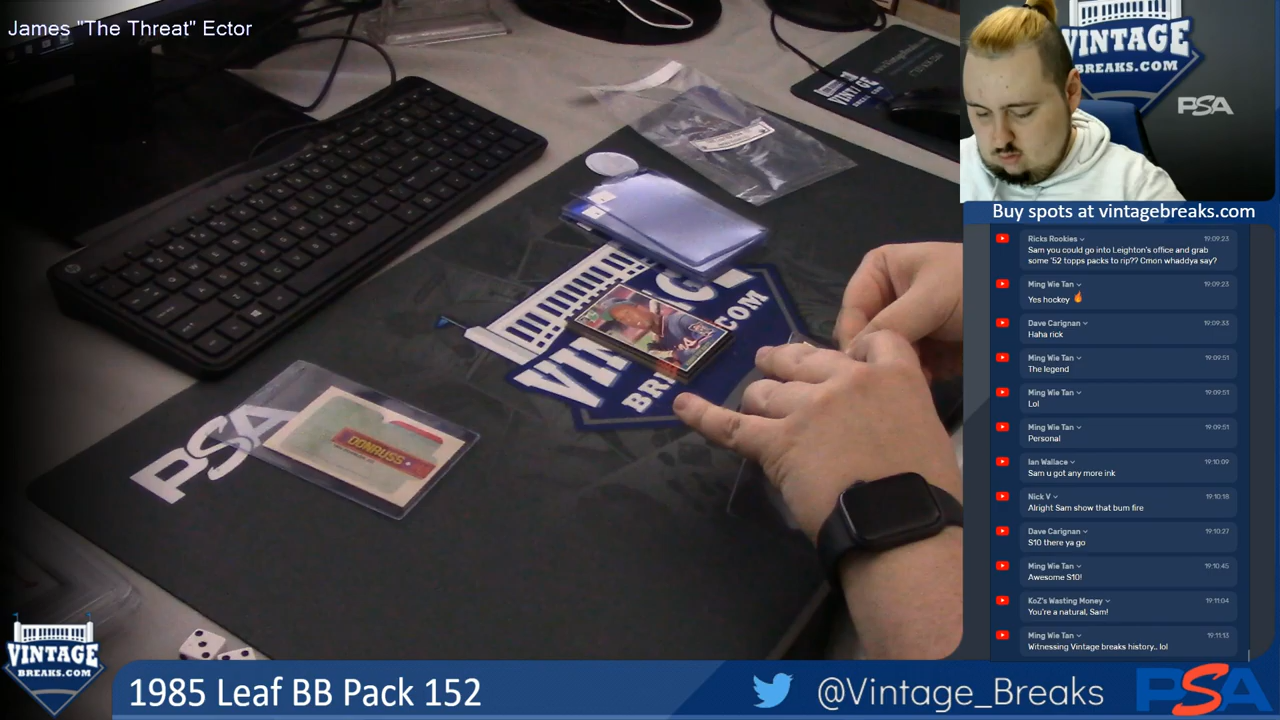 James "The Threat" Ector
VINTAGE
BREAKS.COM
PSA
Buy spots at vintagebreaks.com
Ricks Rookies 19:09:23
Sam you could go into Leighton's office and grab
some '52 topps packs to rip?? Cmon whaddya say?
Ming Wie Tan 19:09:23
Yes hockey 🔥
Dave Carignan 19:09:33
Haha rick
Ming Wie Tan 19:09:51
The legend
Ming Wie Tan 19:09:51
Lol
Ming Wie Tan 19:09:51
Personal
Ian Wallace 19:10:09
Sam u got any more ink
Nick V 19:10:18
Alright Sam show that bum fire
Dave Carignan 19:10:27
S10 there ya go
Ming Wie Tan 19:10:45
Awesome S10!
KoZ's Wasting Money 19:11:04
You're a natural, Sam!
Ming Wie Tan 19:11:13
Witnessing Vintage breaks history.. lol
COM
PSA
DONRUSS
VINTAGE
BREAKS.COM
1985 Leaf BB Pack 152
@Vintage_Breaks
PSA